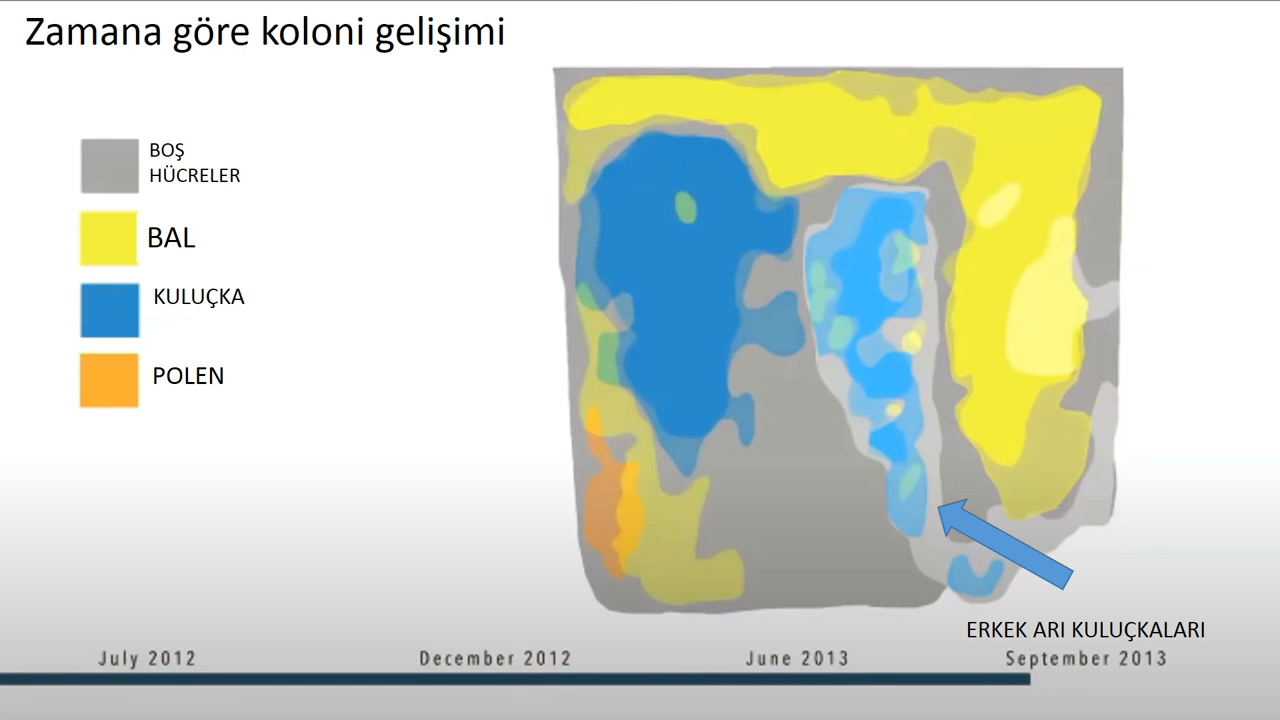 Zamana göre koloni gelişimi
BOŞ
HÜCRELER
BAL
KULUÇKA
POLEN
ERKEK ARI KULUÇKALARI
July 2012
December 2012
June 2013
September 2013